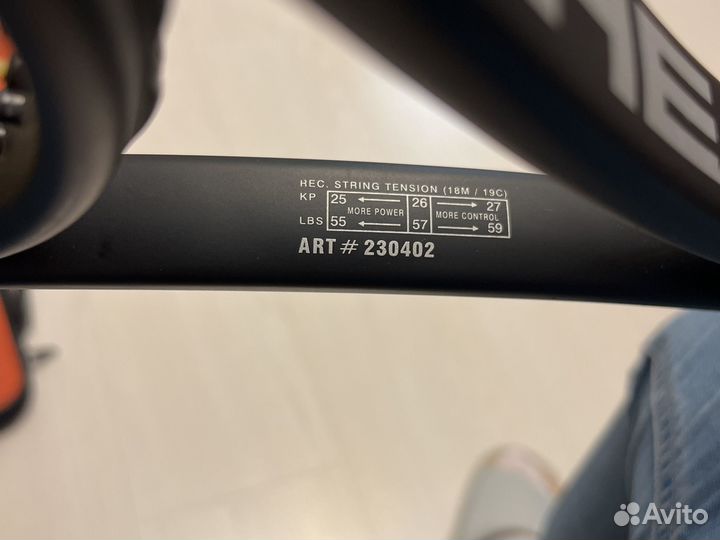 HE
REC. STRING TENSION (18M / 19C)
KP 25 ← 26 → 27
MORE POWER MORE CONTROL
LBS 55 ← 57 → 59
ART # 230402
Avito